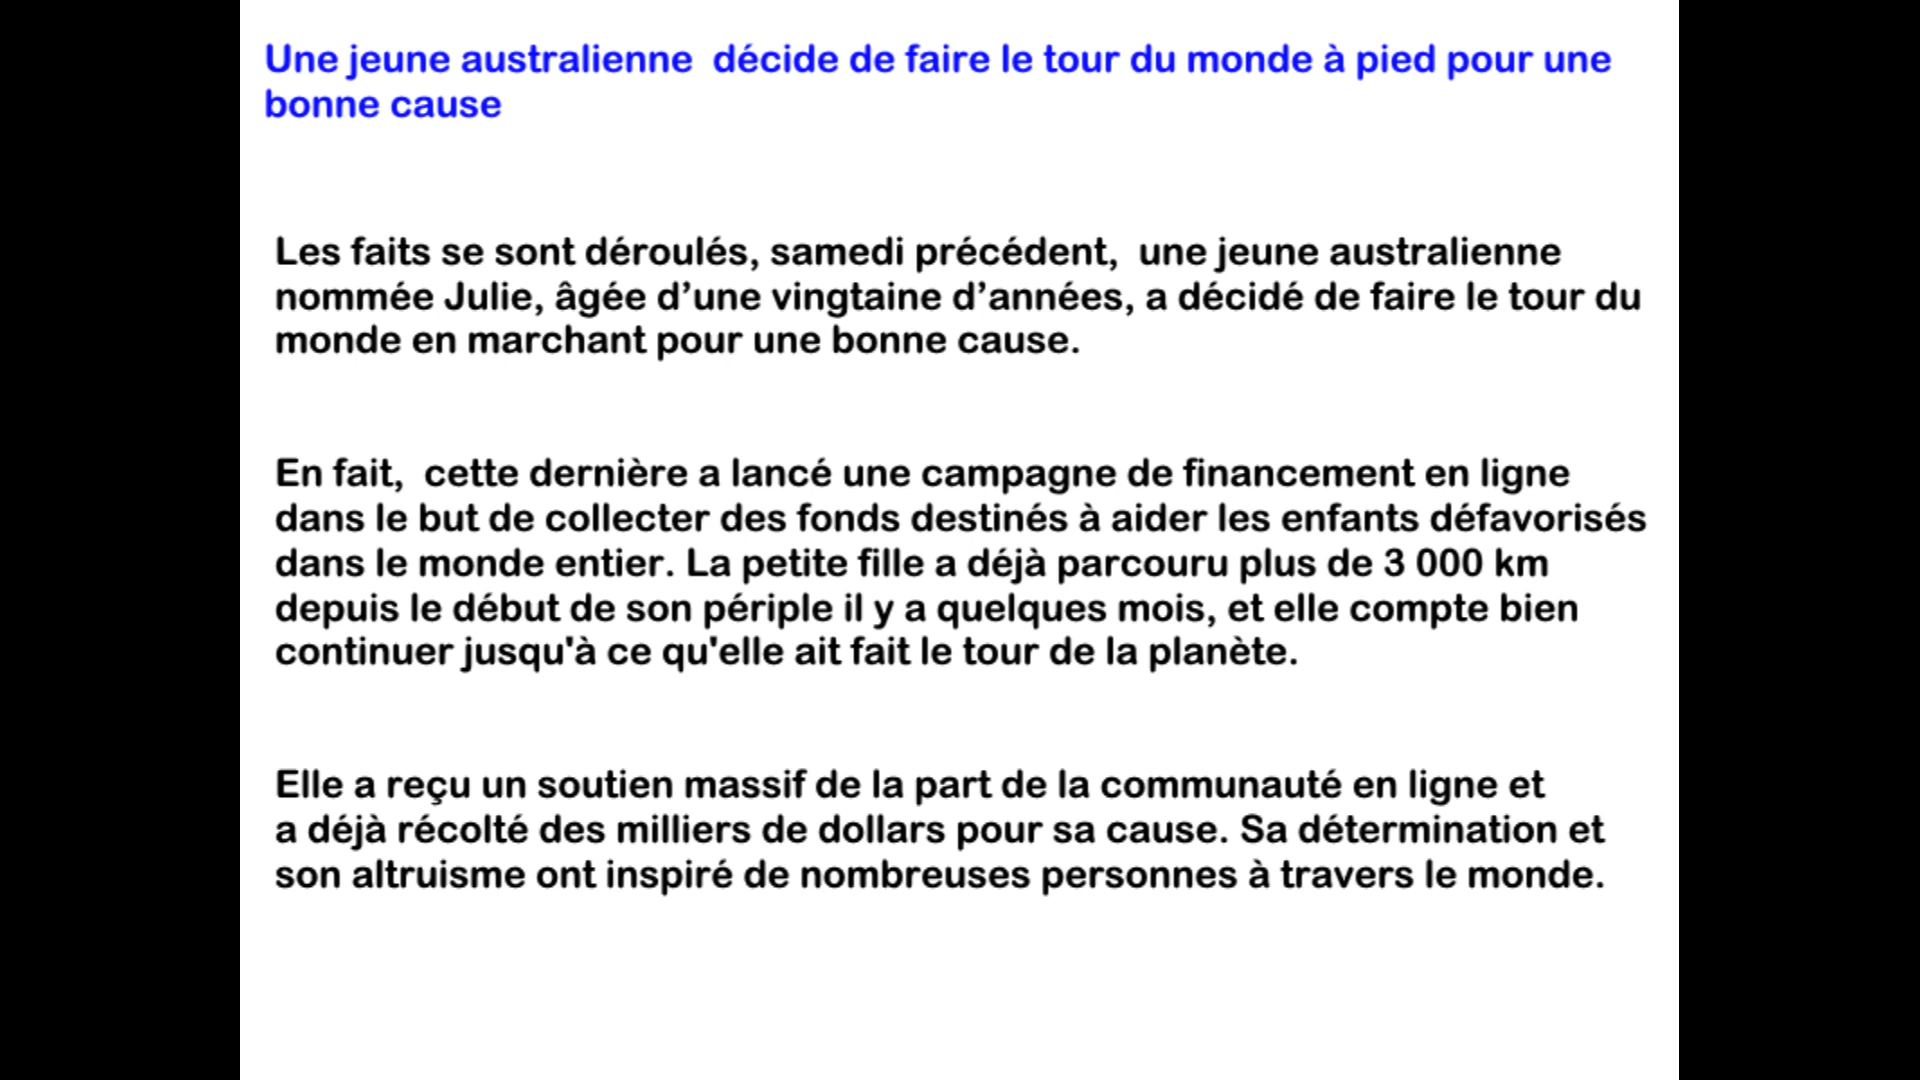 Une jeune australienne  décide de faire le tour du monde à pied pour une
bonne cause
Les faits se sont déroulés, samedi précédent,  une jeune australienne
nommée Julie, âgée d’une vingtaine d’années, a décidé de faire le tour du
monde en marchant pour une bonne cause.
En fait,  cette dernière a lancé une campagne de financement en ligne
dans le but de collecter des fonds destinés à aider les enfants défavorisés
dans le monde entier. La petite fille a déjà parcouru plus de 3 000 km
depuis le début de son périple il y a quelques mois, et elle compte bien
continuer jusqu'à ce qu'elle ait fait le tour de la planète.
Elle a reçu un soutien massif de la part de la communauté en ligne et
a déjà récolté des milliers de dollars pour sa cause. Sa détermination et
son altruisme ont inspiré de nombreuses personnes à travers le monde.